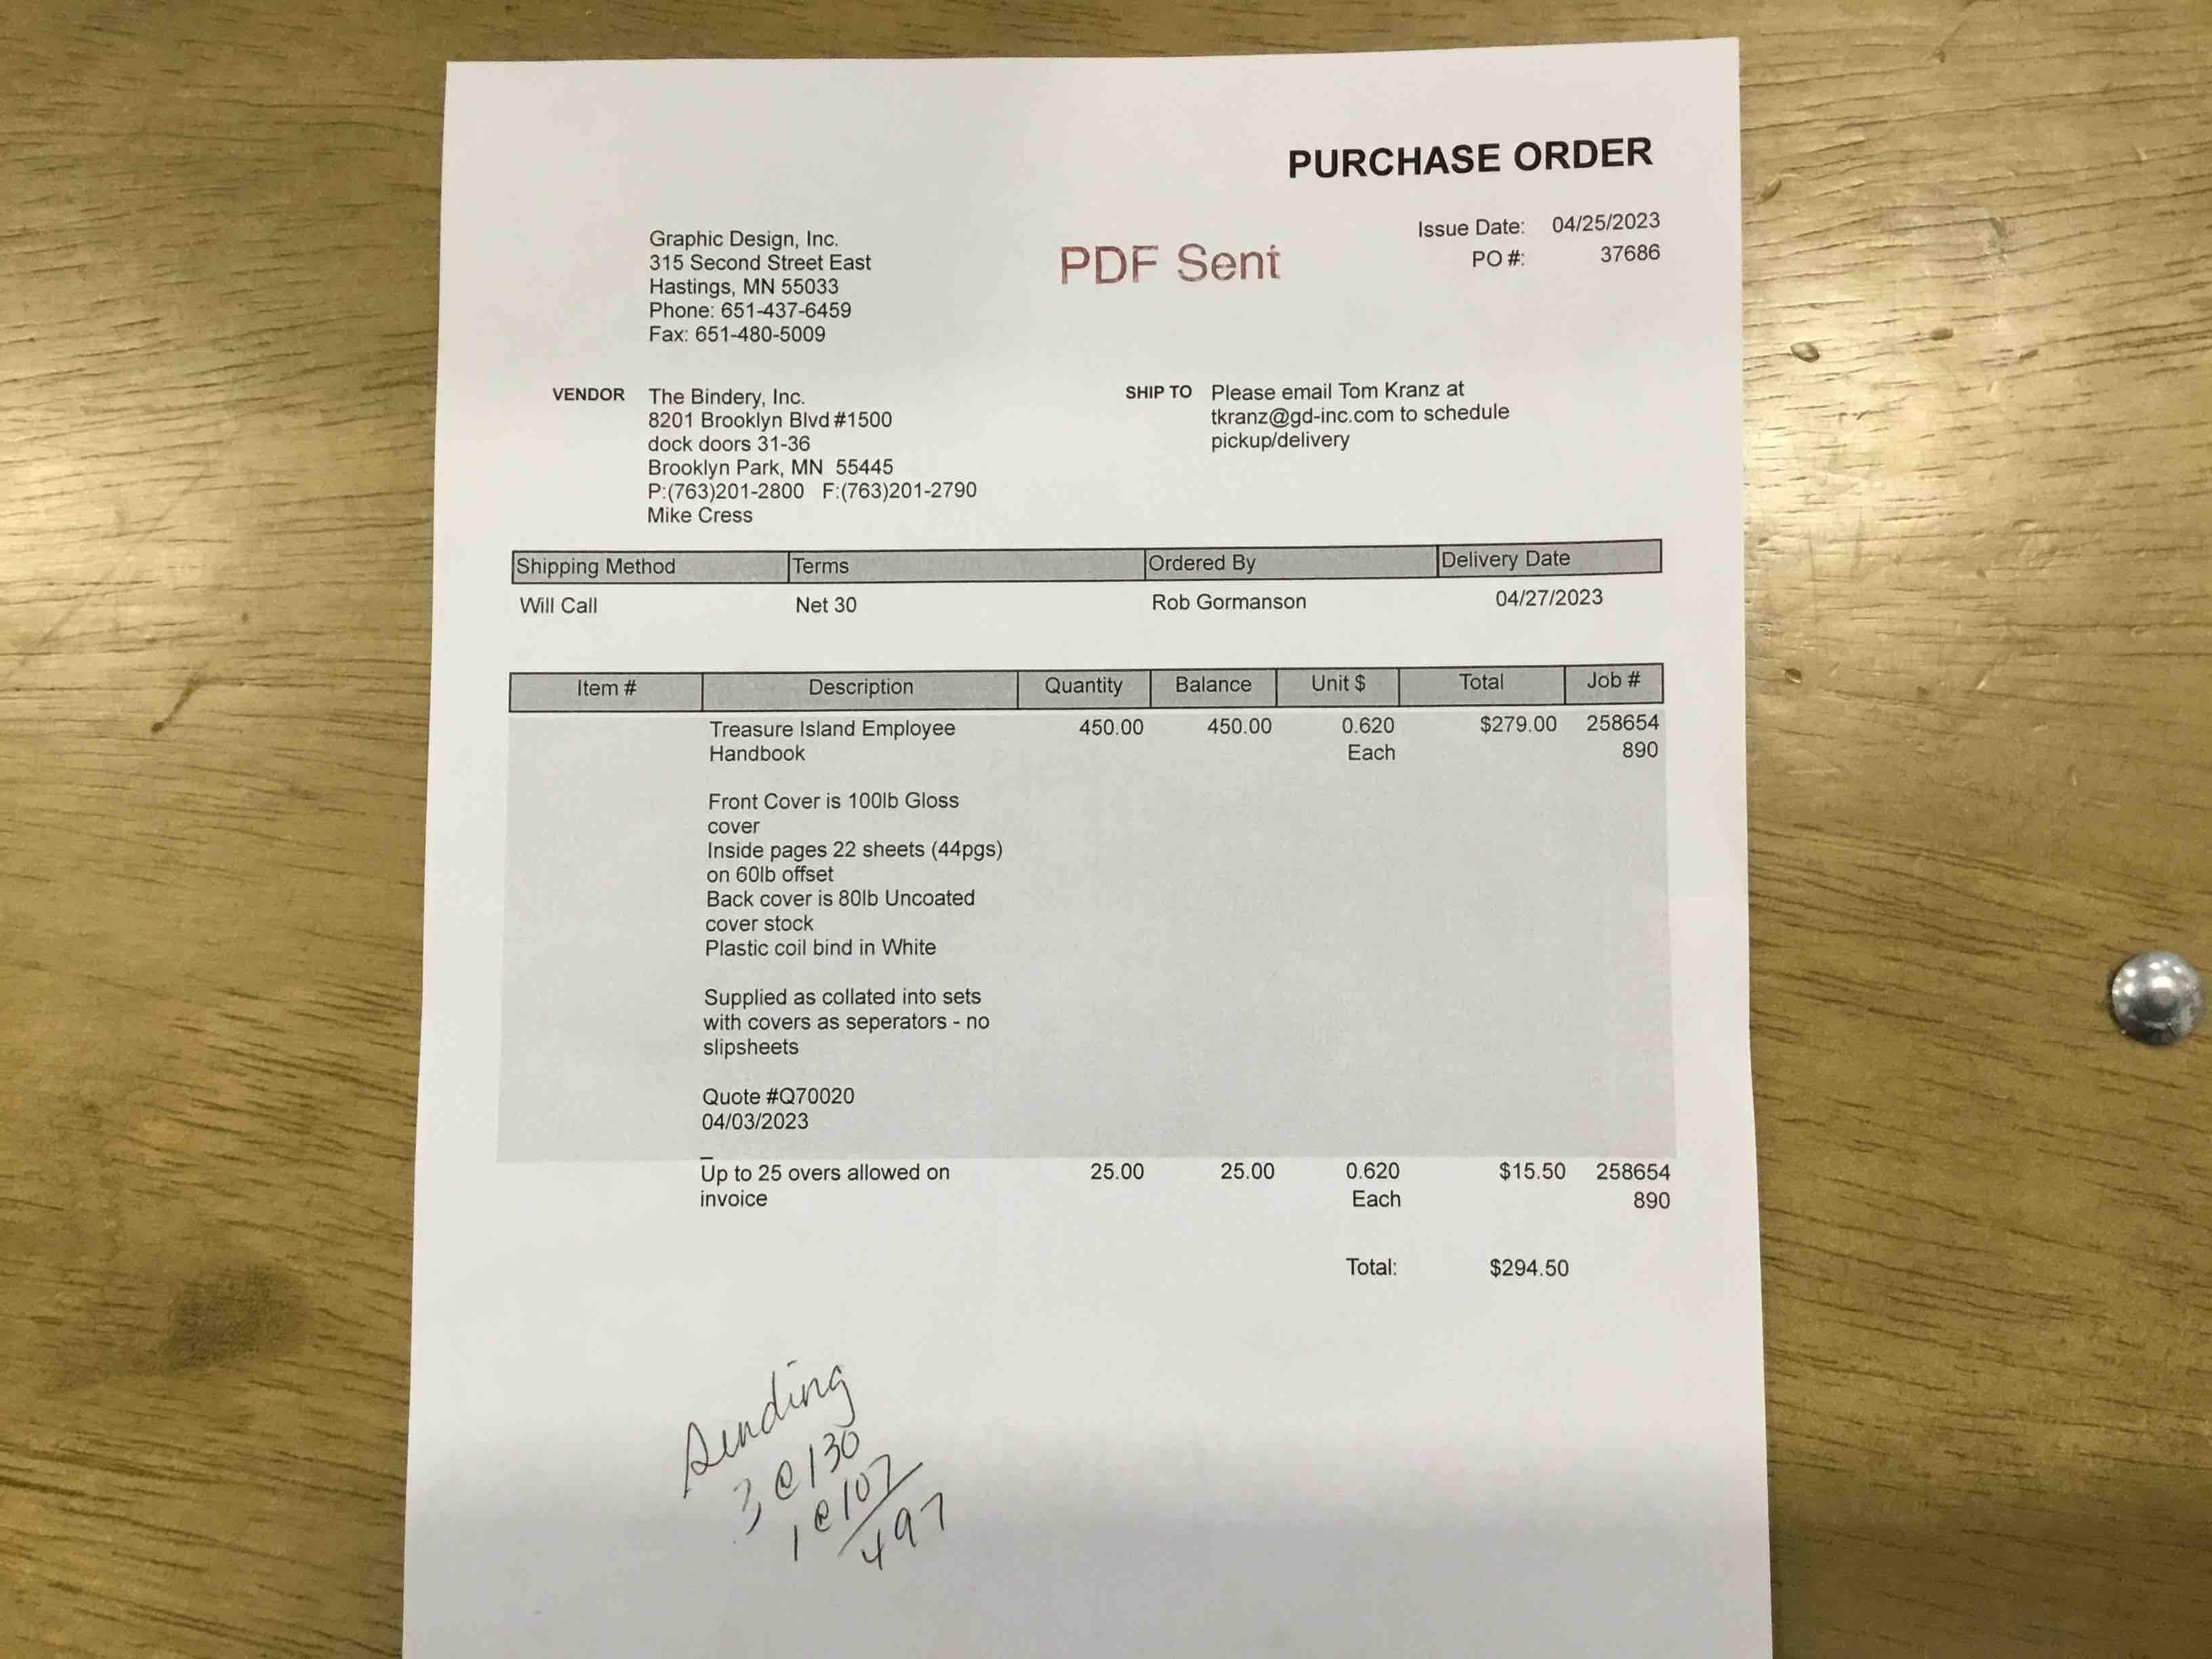 PURCHASE ORDER
Issue Date: 04/25/2023
PO #: 37686
PDF Sent
Graphic Design, Inc.
315 Second Street East
Hastings, MN 55033
Phone: 651-437-6459
Fax: 651-480-5009
VENDOR The Bindery, Inc.
8201 Brooklyn Blvd #1500
dock doors 31-36
Brooklyn Park, MN 55445
P:(763)201-2800 F:(763)201-2790
Mike Cress
SHIP TO Please email Tom Kranz at
tkranz@gd-inc.com to schedule
pickup/delivery
Shipping Method Terms Ordered By Delivery Date
Will Call Net 30 Rob Gormanson 04/27/2023
Item # Description Quantity Balance Unit $ Total Job #
Treasure Island Employee 450.00 450.00 0.620 $279.00 258654
Handbook Each 890
Front Cover is 100lb Gloss
cover
Inside pages 22 sheets (44pgs)
on 60lb offset
Back cover is 80lb Uncoated
cover stock
Plastic coil bind in White
Supplied as collated into sets
with covers as seperators - no
slipsheets
Quote #Q70020
04/03/2023
Up to 25 overs allowed on 25.00 25.00 0.620 $15.50 258654
invoice Each 890
Total: $294.50
Sending
3 @ 130
1 @ 107
497